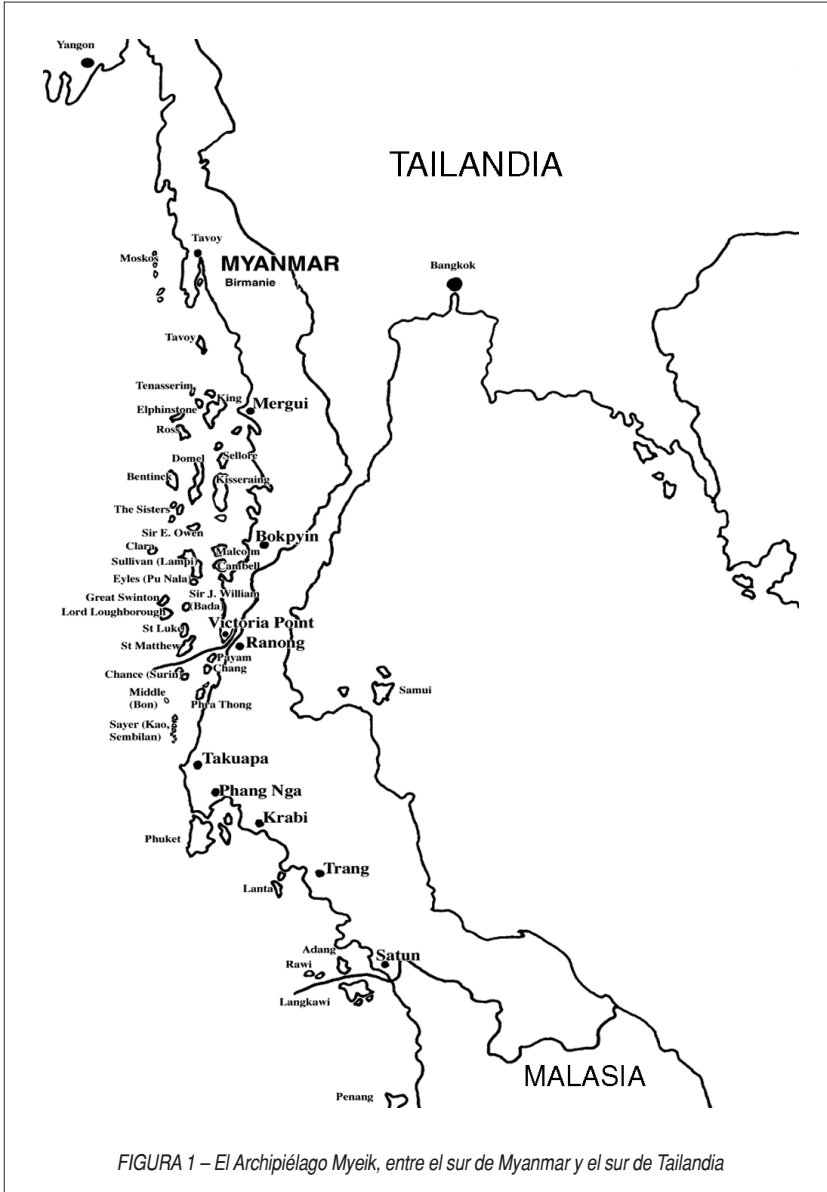 Yangon
TAILANDIA
Tavoy
Moskos
MYANMAR
Birmanie
Bangkok
Tavoy
Tenasserim
King
Elphinstone
Mergui
Ross
Domel
Sellore
Bentinck
Kisseraing
The Sisters
Sir E. Owen
Bokpyin
Clara
Malcolm
Sullivan (Lampi)
Cambell
Eyles (Pu Nala)
Great Swinton
Sir J. William
(Bada)
Lord Loughborough
St Luke
Victoria Point
St Matthew
Ranong
Payam
Chance (Surin)
Chang
Middle
(Bon)
Phra Thong
Samui
Sayer (Kao,
Sembilan)
Takuapa
Phang Nga
Krabi
Phuket
Trang
Lanta
Adang
Satun
Rawi
Langkawi
MALASIA
Penang
FIGURA 1 – El Archipiélago Myeik, entre el sur de Myanmar y el sur de Tailandia